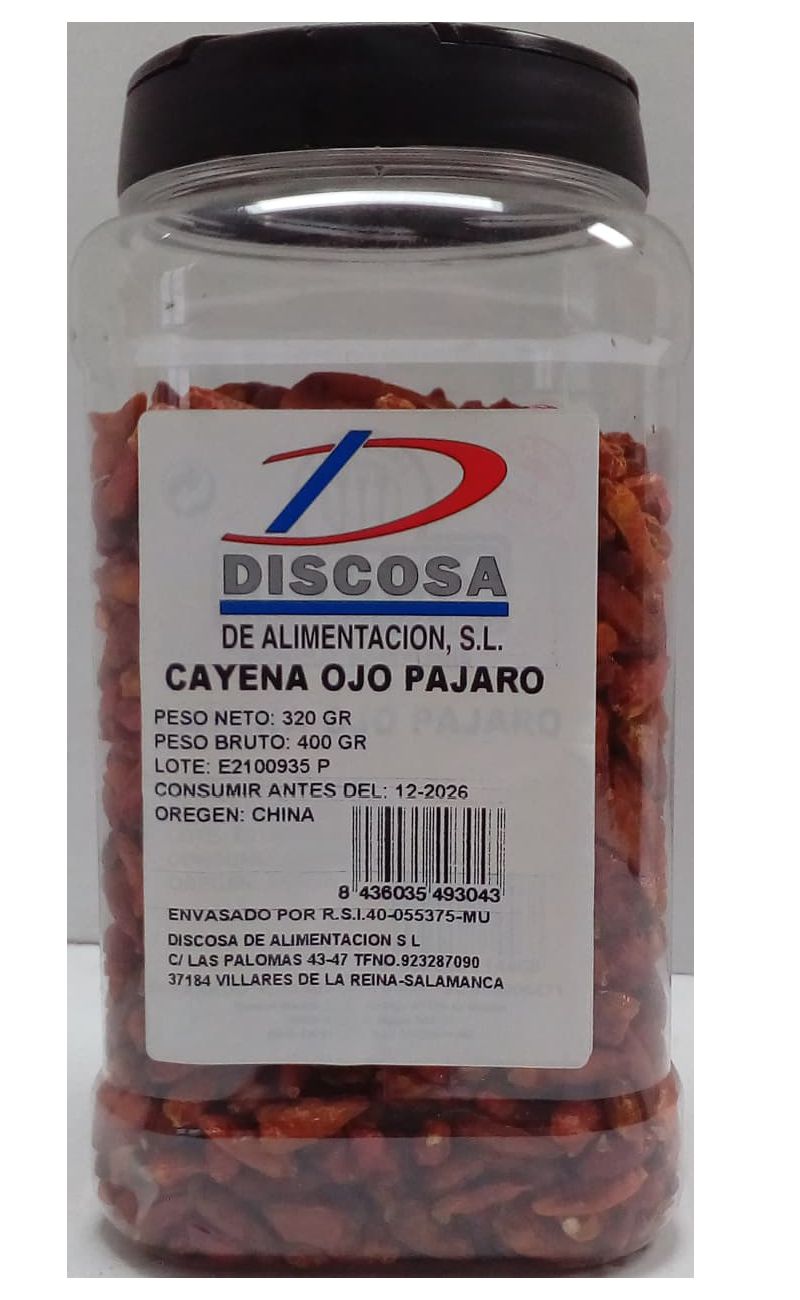 DISCOSA
DE ALIMENTACION, S.L.
CAYENA OJO PAJARO
PESO NETO: 320 GR
PESO BRUTO: 400 GR
LOTE: E2100935 P
CONSUMIR ANTES DEL: 12-2026
OREGEN: CHINA
8 436035 493043
ENVASADO POR R.S.I.40-055375-MU
DISCOSA DE ALIMENTACION S L
C/ LAS PALOMAS 43-47 TFNO.923287090
37184 VILLARES DE LA REINA-SALAMANCA